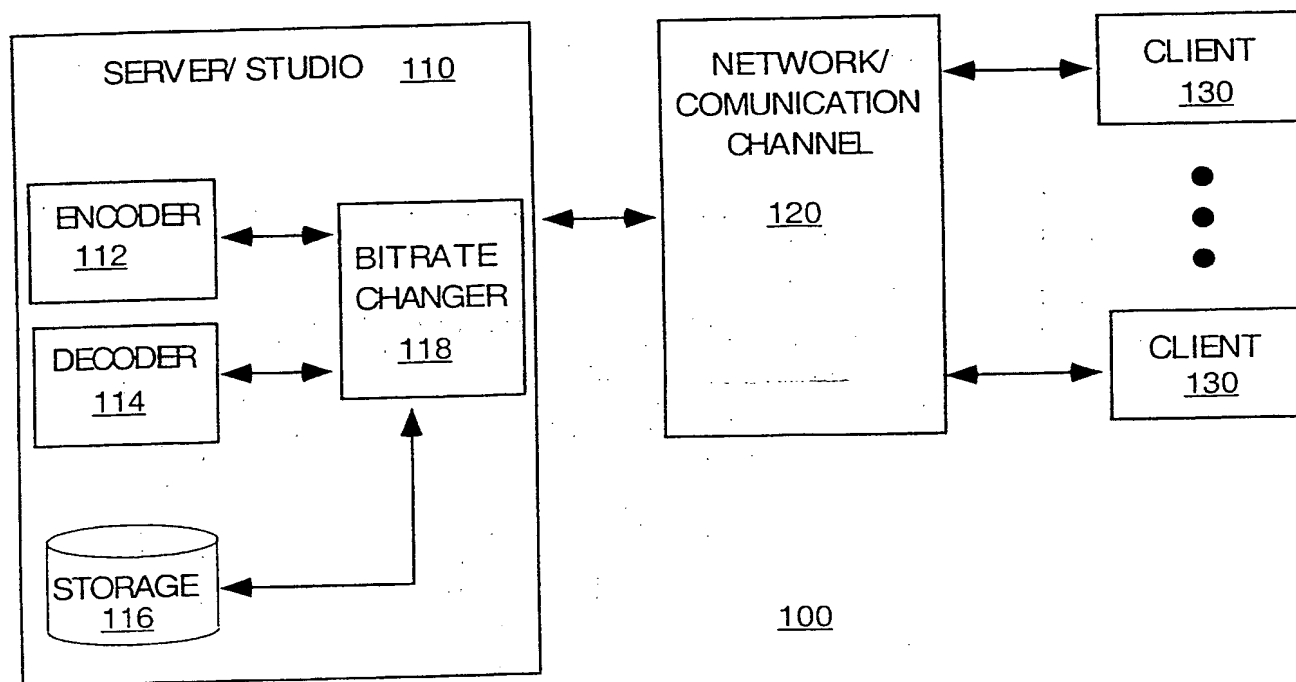 SERVER/ STUDIO 110
ENCODER
112
DECODER
114
STORAGE
116
BITRATE
CHANGER
118
NETWORK/
COMUNICATION
CHANNEL
120
CLIENT
130
CLIENT
130
100